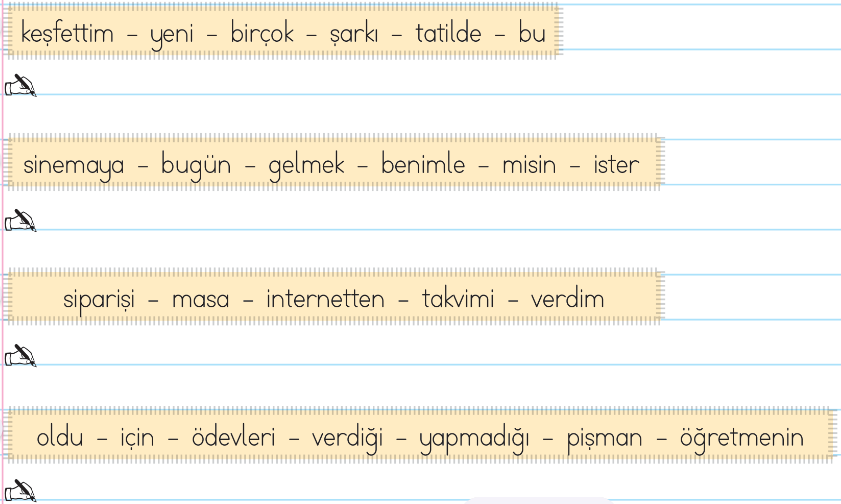 keşfettim - yeni - birçok - şarkı - tatilde - bu
sinemaya - bugün - gelmek - benimle - misin - ister
siparişi - masa - internetten - takvimi - verdim
oldu - için - ödevleri - verdiği - yapmadığı - pişman - öğretmenin